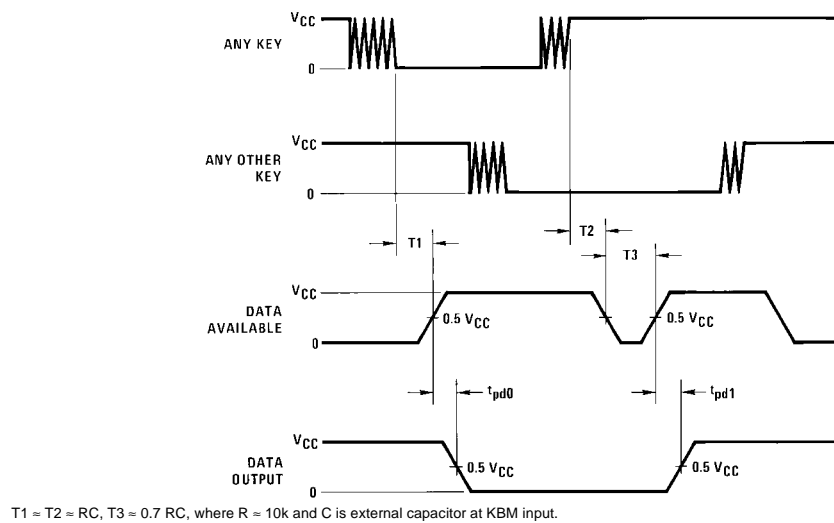 VCC
ANY KEY
0
VCC
ANY OTHER
KEY
0
T1
T2
T3
VCC
DATA
AVAILABLE
0.5 VCC
0.5 VCC
0
tpd0
tpd1
VCC
DATA
OUTPUT
0.5 VCC
0.5 VCC
0
T1 ≈ T2 ≈ RC, T3 ≈ 0.7 RC, where R ≈ 10k and C is external capacitor at KBM input.